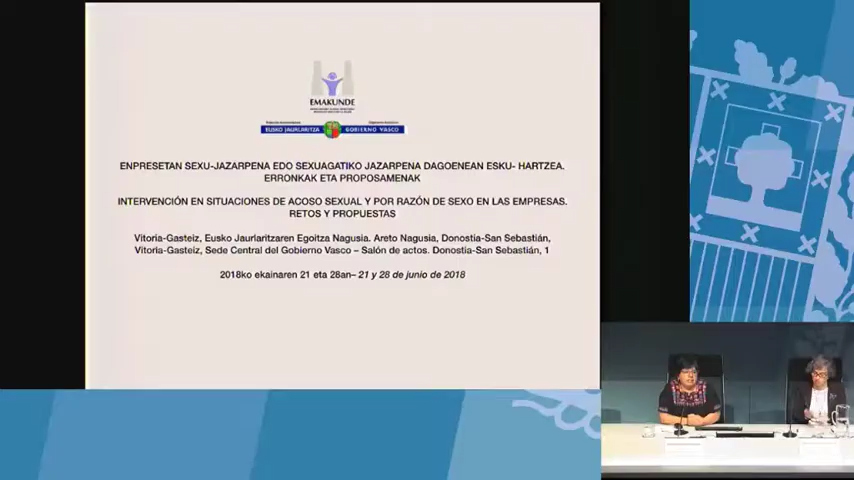 EMAKUNDE
EUSKO JAURLARITZA
GOBIERNO VASCO
ENPRESETAN SEXU-JAZARPENA EDO SEXUAGATIKO JAZARPENA DAGOENEAN ESKU- HARTZEA.
ERRONKAK ETA PROPOSAMENAK
INTERVENCIÓN EN SITUACIONES DE ACOSO SEXUAL Y POR RAZÓN DE SEXO EN LAS EMPRESAS.
RETOS Y PROPUESTAS
Vitoria-Gasteiz, Eusko Jaurlaritzaren Egoitza Nagusia. Areto Nagusia, Donostia-San Sebastián,
Vitoria-Gasteiz, Sede Central del Gobierno Vasco – Salón de actos. Donostia-San Sebastián, 1
2018ko ekainaren 21 eta 28an– 21 y 28 de junio de 2018